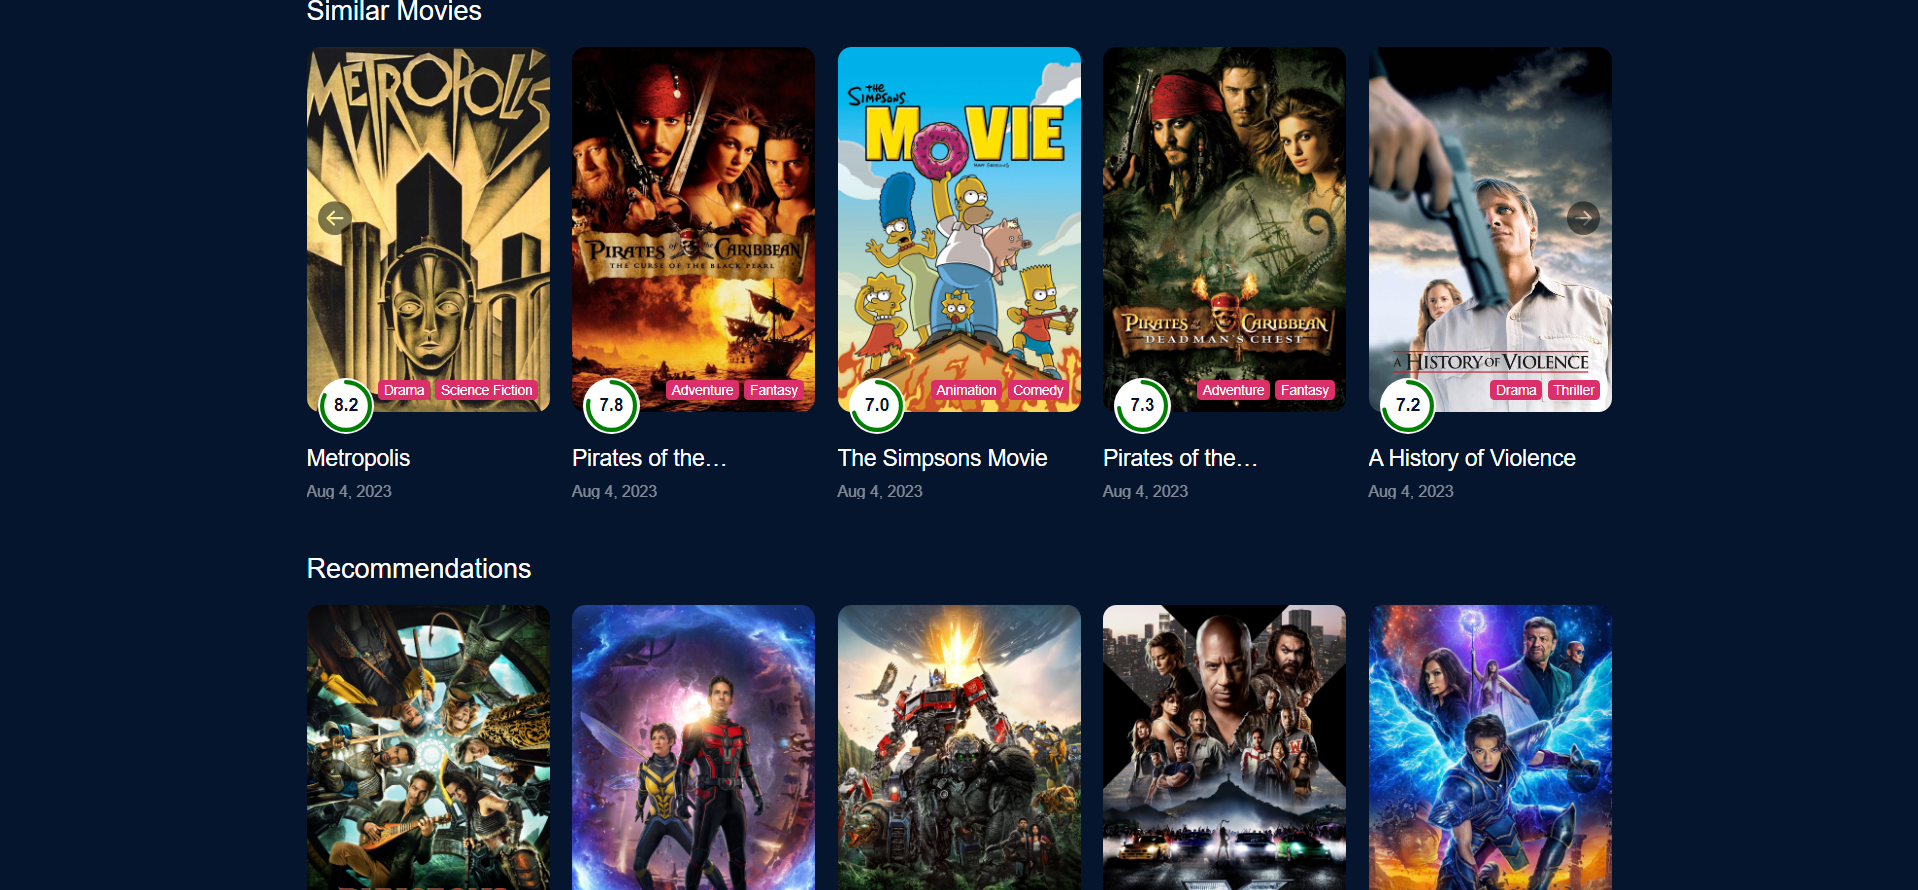 Similar Movies
METROPOLIS
PIRATES of the CARIBBEAN
THE CURSE OF THE BLACK PEARL
THE SIMPSONS
MOVIE
MATT GROENING
PIRATES of the CARIBBEAN
DEAD MAN'S CHEST
A HISTORY OF VIOLENCE
8.2
Drama
Science Fiction
7.8
Adventure
Fantasy
7.0
Animation
Comedy
7.3
Adventure
Fantasy
7.2
Drama
Thriller
Metropolis
Pirates of the…
The Simpsons Movie
Pirates of the…
A History of Violence
Aug 4, 2023
Aug 4, 2023
Aug 4, 2023
Aug 4, 2023
Aug 4, 2023
Recommendations